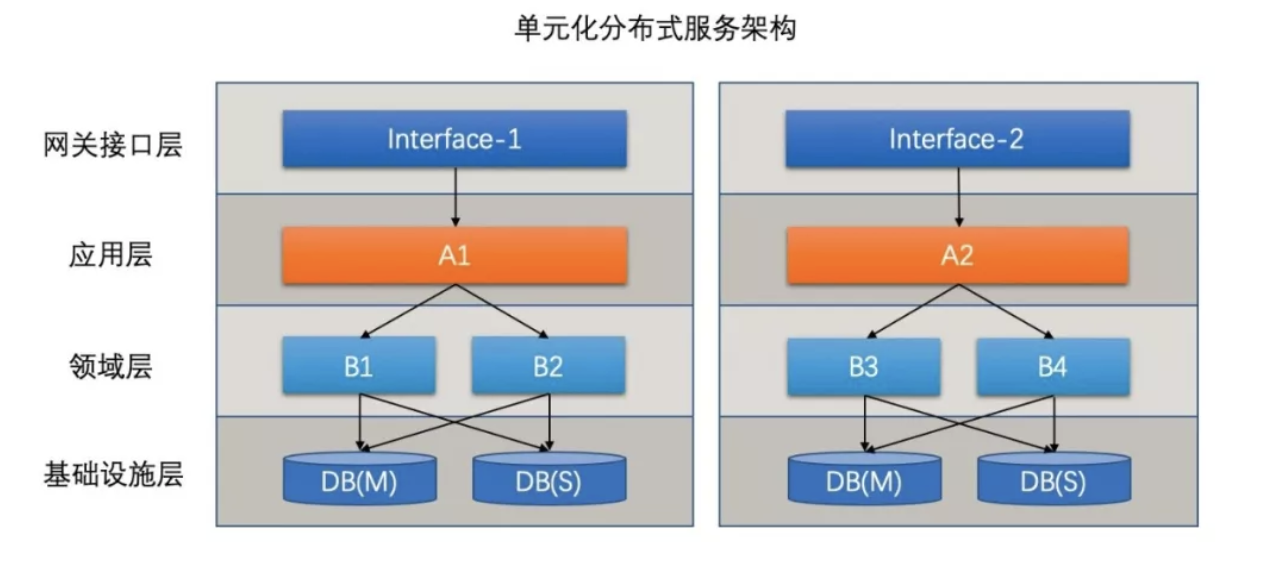 单元化分布式服务架构
网关接口层
Interface-1
Interface-2
应用层
A1
A2
领域层
B1
B2
B3
B4
基础设施层
DB(M)
DB(S)
DB(M)
DB(S)